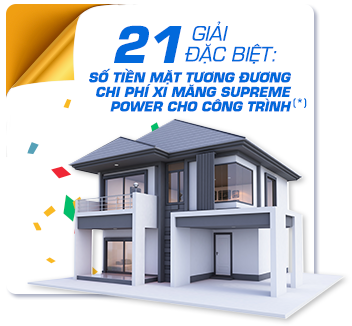 21 GIẢI
ĐẶC BIỆT:
SỐ TIỀN MẶT TƯƠNG ĐƯƠNG
CHI PHÍ XI MĂNG SUPREME
POWER CHO CÔNG TRÌNH(*)